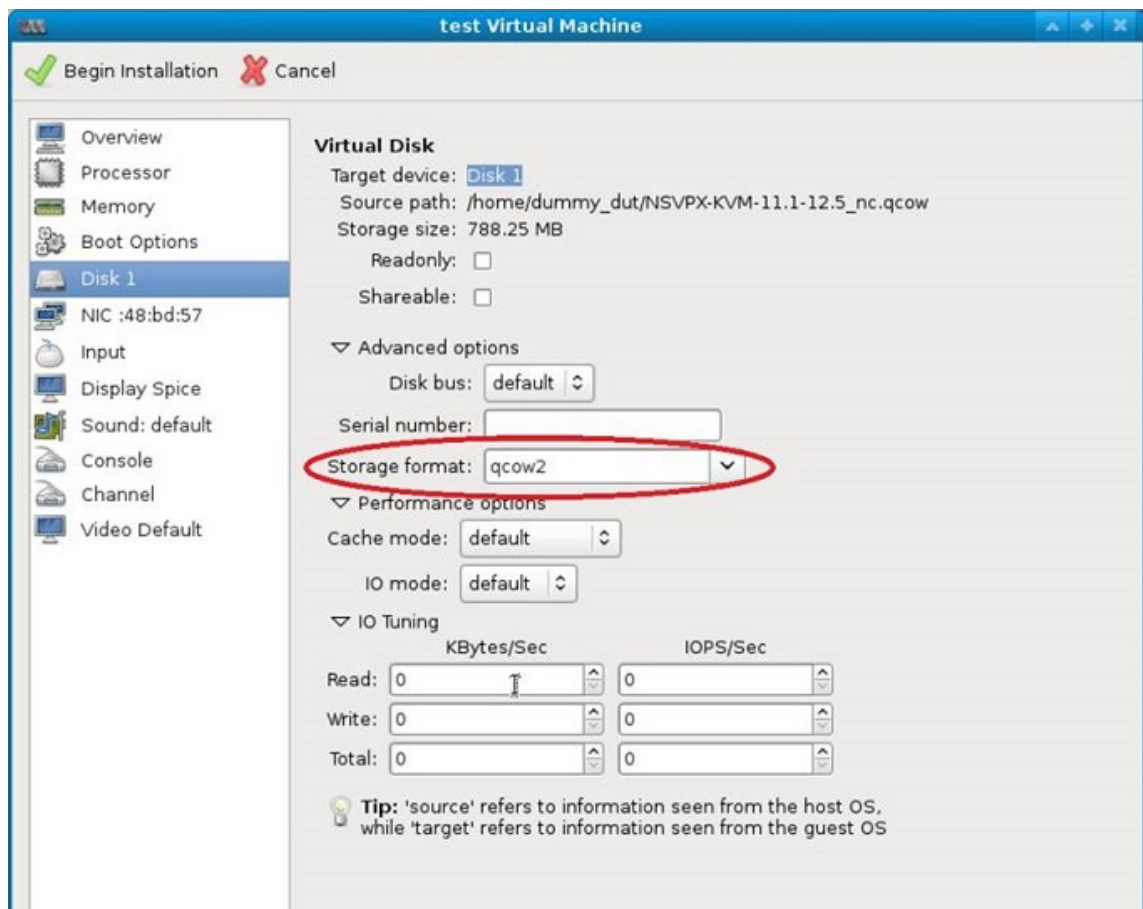 test Virtual Machine
Begin Installation Cancel
Overview
Processor
Memory
Boot Options
Disk 1
NIC :48:bd:57
Input
Display Spice
Sound: default
Console
Channel
Video Default
Virtual Disk
Target device: Disk 1
Source path: /home/dummy_dut/NSVPX-KVM-11.1-12.5_nc.qcow
Storage size: 788.25 MB
Readonly:
Shareable:
Advanced options
Disk bus: default
Serial number:
Storage format: qcow2
Performance options
Cache mode: default
IO mode: default
IO Tuning
KBytes/Sec IOPS/Sec
Read: 0 0
Write: 0 0
Total: 0 0
Tip: 'source' refers to information seen from the host OS,
while 'target' refers to information seen from the guest OS